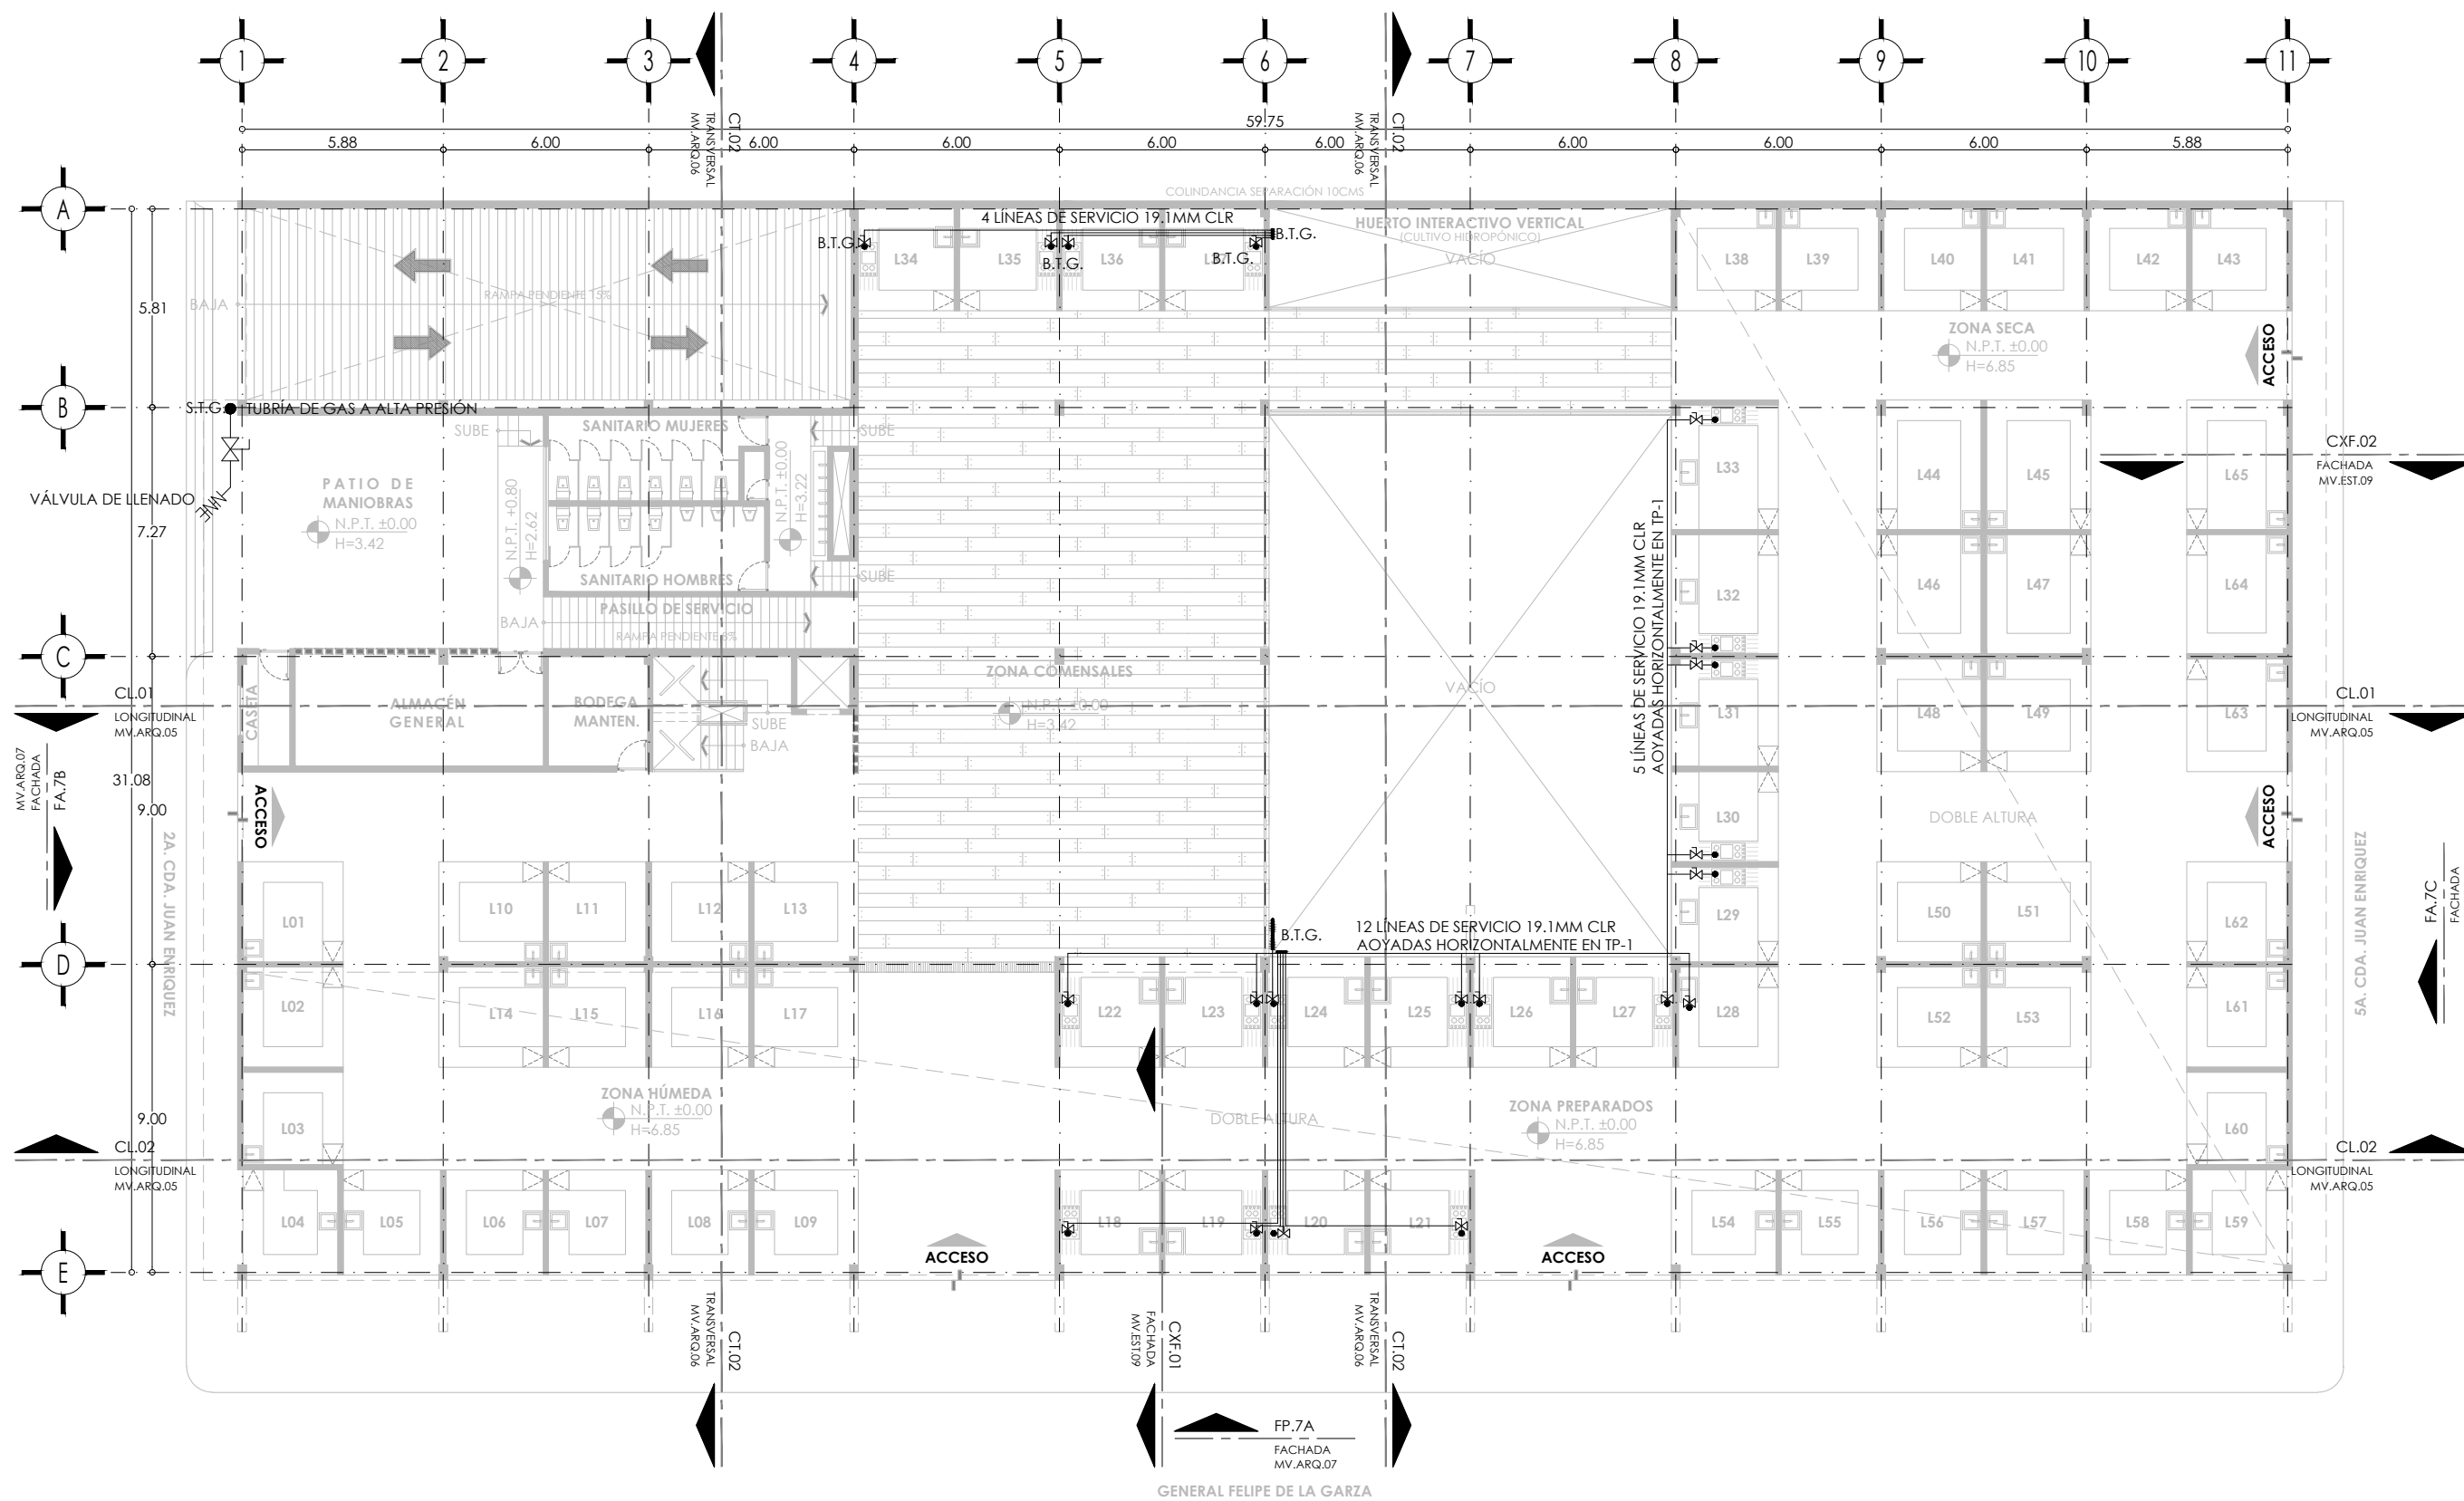 1
2
3
4
5
6
7
8
9
10
11
CT.02
TRANSVERSAL
MV.ARQ.06
CT.02
TRANSVERSAL
MV.ARQ.06
59.75
5.88
6.00
6.00
6.00
6.00
6.00
6.00
6.00
6.00
5.88
COLINDANCIA SEPARACIÓN 10CMS
A
4 LÍNEAS DE SERVICIO 19.1MM CLR
HUERTO INTERACTIVO VERTICAL
(CULTIVO HIDROPÓNICO)
VACÍO
B.T.G.
B.T.G.
B.T.G.
B.T.G.
L34
L35
L36
L37
L38
L39
L40
L41
L42
L43
RAMPA PENDIENTE 15%
BAJA
5.81
ZONA SECA
N.P.T. ±0.00
H=6.85
ACCESO
B
S.T.G.
TUBRÍA DE GAS A ALTA PRESIÓN
SUBE
SANITARIO MUJERES
SUBE
VÁLVULA DE LLENADO
PATIO DE
MANIOBRAS
N.P.T. ±0.00
H=3.42
7.27
N.P.T. +0.80
H=2.62
N.P.T. ±0.00
H=3.22
SANITARIO HOMBRES
SUBE
PASILLO DE SERVICIO
BAJA
RAMPA PENDIENTE 8%
5 LÍNEAS DE SERVICIO 19.1MM CLR
AOYADAS HORIZONTALMENTE EN TP-1
L33
L32
L31
L30
L29
L44
L45
L65
L46
L47
L64
L48
L49
L63
CXF.02
FACHADA
MV.EST.09
C
CL.01
LONGITUDINAL
MV.ARQ.05
CASETA
ALMACÉN
GENERAL
BODEGA
MANTEN.
SUBE
BAJA
ZONA COMENSALES
N.P.T. ±0.00
H=3.42
VACÍO
CL.01
LONGITUDINAL
MV.ARQ.05
MV.ARQ.07
FACHADA
FA.7B
31.08
9.00
ACCESO
DOBLE ALTURA
ACCESO
2A. CDA. JUAN ENRIQUEZ
5A. CDA. JUAN ENRIQUEZ
FA.7C
FACHADA
L01
L10
L11
L12
L13
L50
L51
L62
B.T.G.
12 LÍNEAS DE SERVICIO 19.1MM CLR
AOYADAS HORIZONTALMENTE EN TP-1
D
L02
L14
L15
L16
L17
L22
L23
L24
L25
L26
L27
L28
L52
L53
L61
ZONA HÚMEDA
N.P.T. ±0.00
H=6.85
DOBLE ALTURA
ZONA PREPARADOS
N.P.T. ±0.00
H=6.85
L03
L60
9.00
CL.02
LONGITUDINAL
MV.ARQ.05
CL.02
LONGITUDINAL
MV.ARQ.05
L04
L05
L06
L07
L08
L09
L18
L19
L20
L21
L54
L55
L56
L57
L58
L59
ACCESO
ACCESO
E
TRANSVERSAL
MV.ARQ.06
CT.02
FACHADA
MV.EST.09
CXF.01
TRANSVERSAL
MV.ARQ.06
CT.02
FP.7A
FACHADA
MV.ARQ.07
GENERAL FELIPE DE LA GARZA